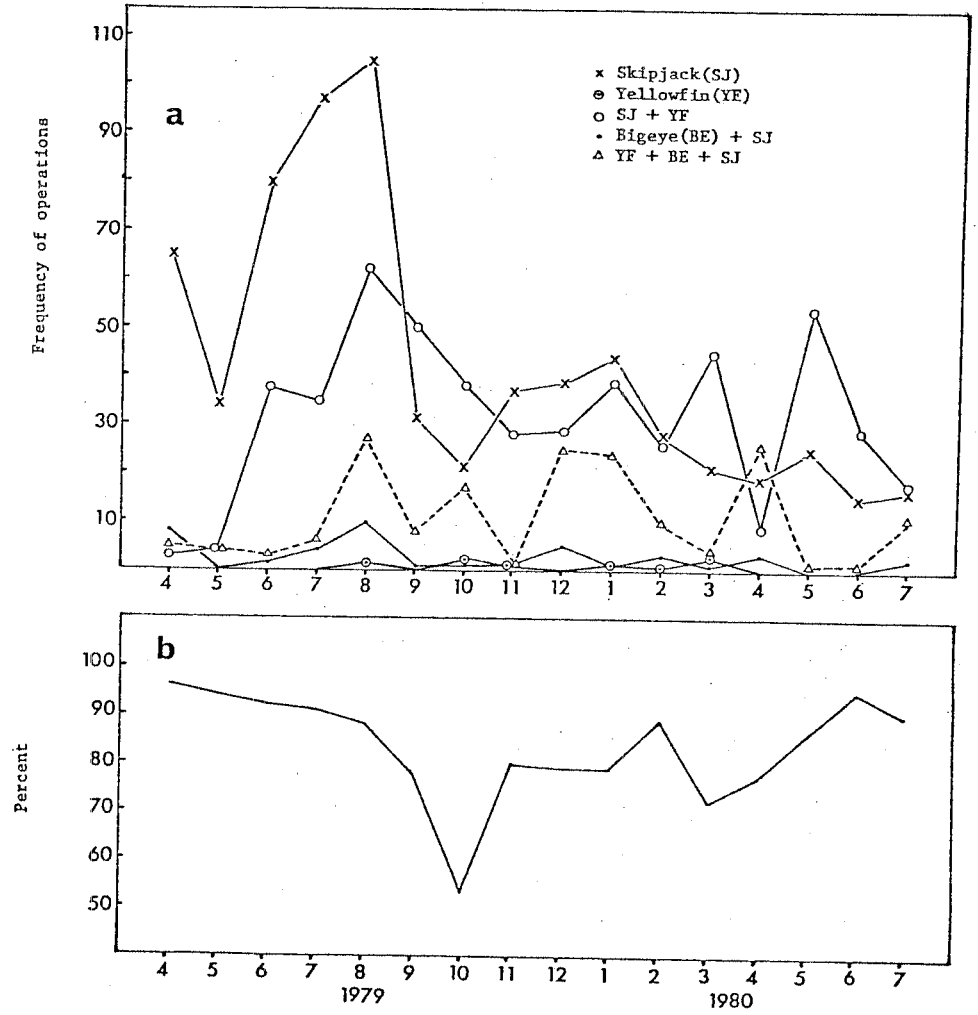 110
90
70
50
30
10
Frequency of operations
a
x Skipjack(SJ)
⊙ Yellowfin(YE)
o SJ + YF
• Bigeye(BE) + SJ
△ YF + BE + SJ
4 5 6 7 8 9 10 11 12 1 2 3 4 5 6 7
b
100
90
80
70
60
50
Percent
4 5 6 7 8 9 10 11 12 1 2 3 4 5 6 7
1979 1980